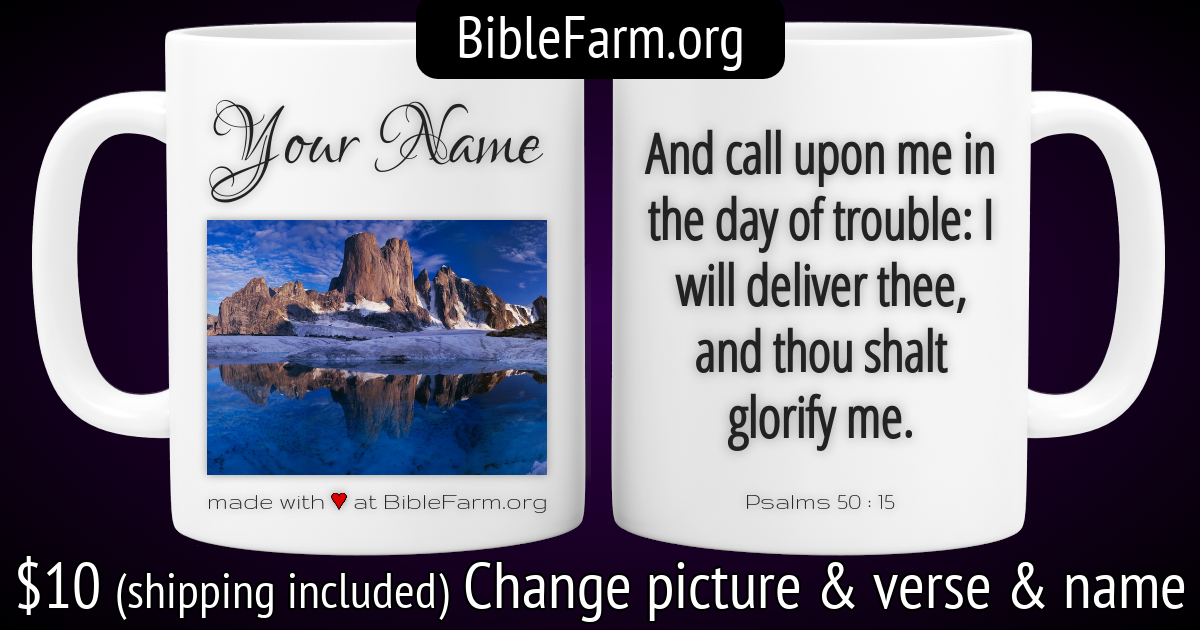 BibleFarm.org
Your Name
made with ❤ at BibleFarm.org
And call upon me in
the day of trouble: I
will deliver thee,
and thou shalt
glorify me.
Psalms 50 : 15
$10 (shipping included) Change picture & verse & name